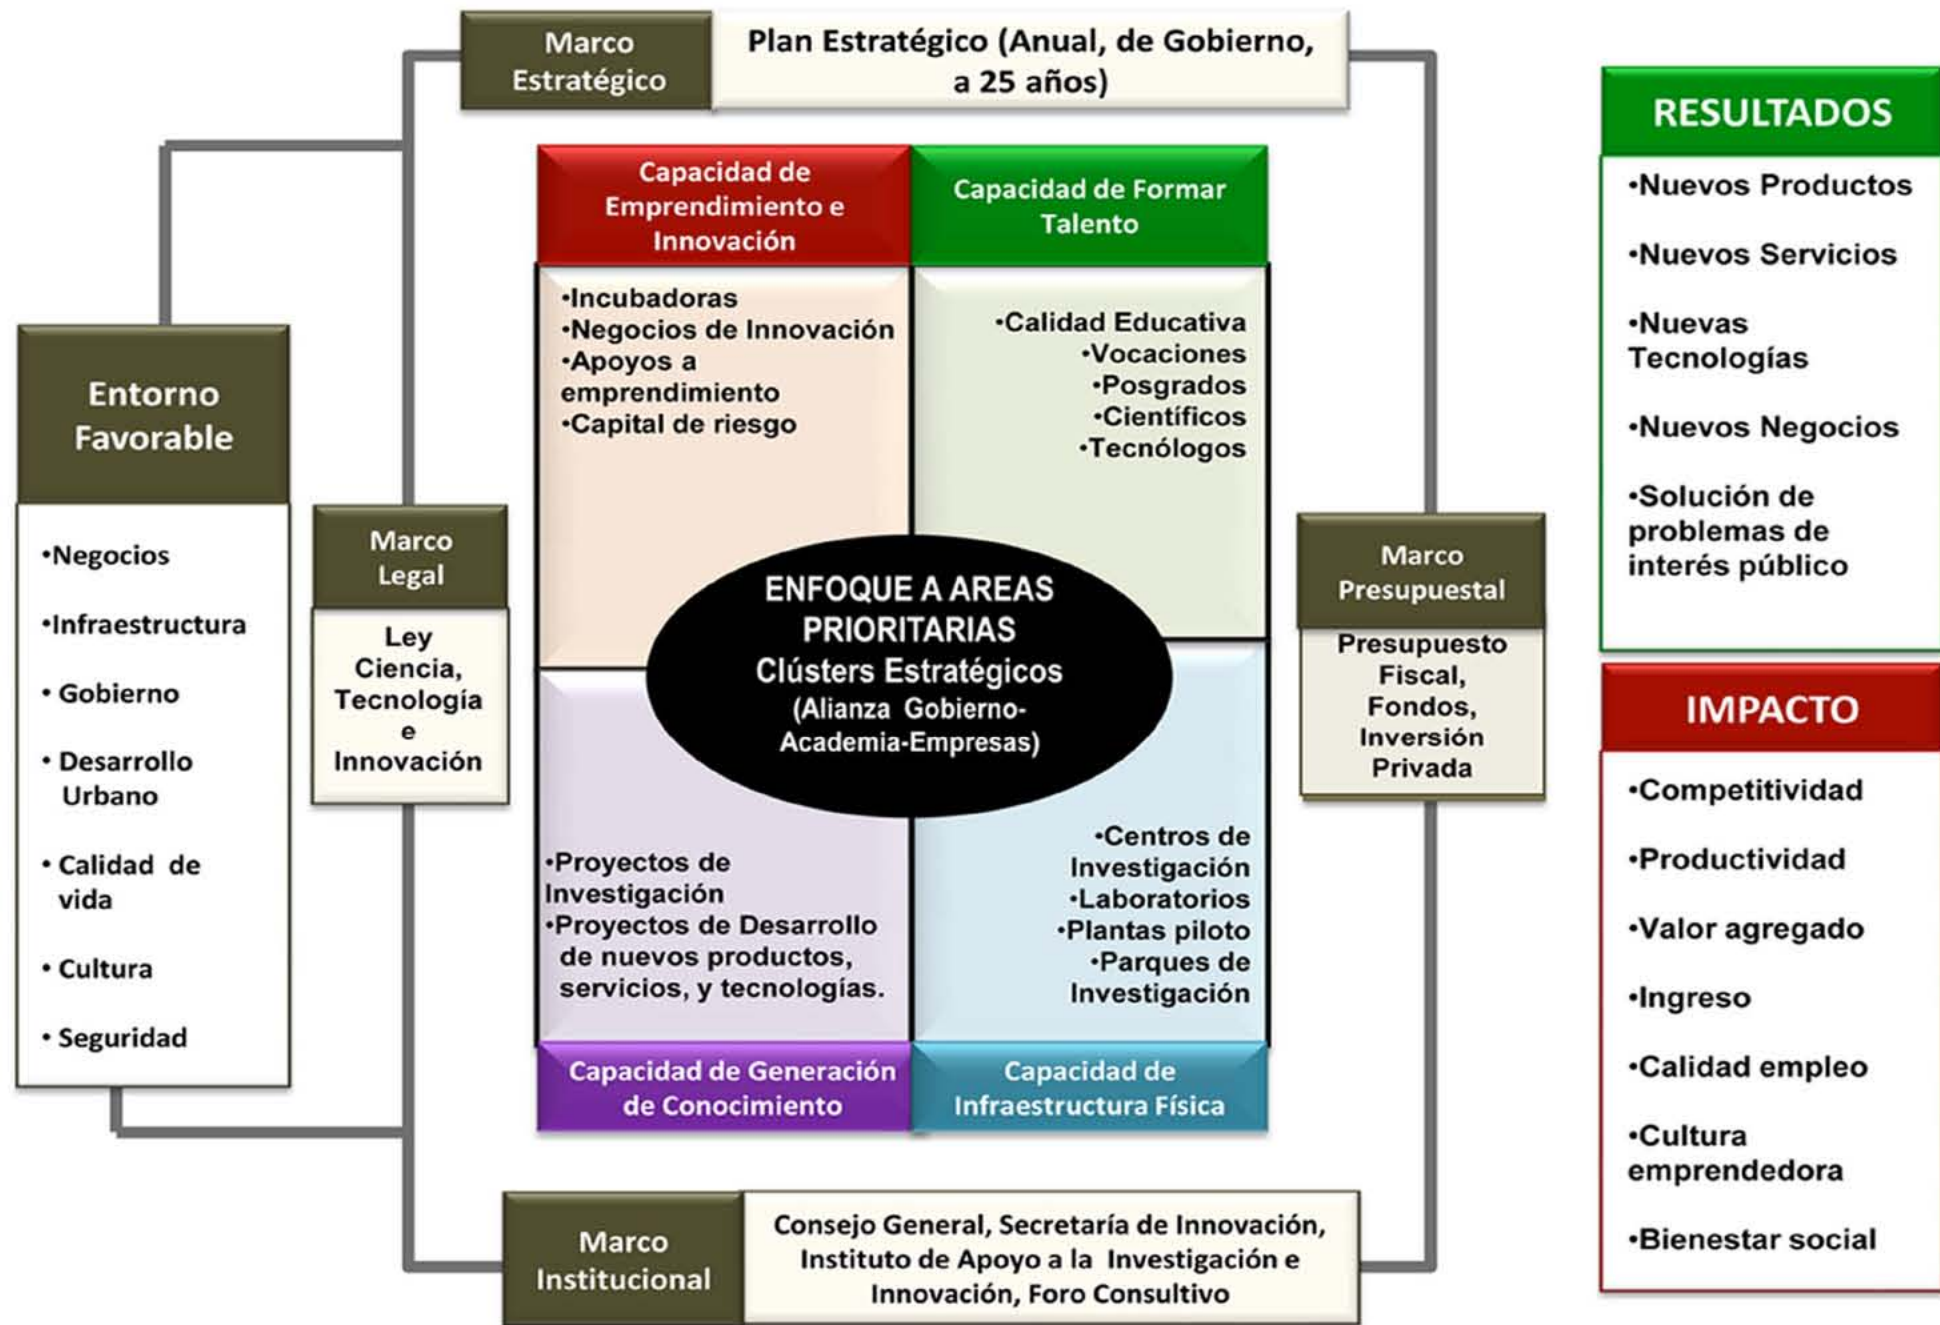 Marco
Estratégico
Plan Estratégico (Anual, de Gobierno,
a 25 años)
Entorno
Favorable
•Negocios
•Infraestructura
• Gobierno
• Desarrollo
Urbano
• Calidad de
vida
• Cultura
• Seguridad
Marco
Legal
Ley
Ciencia,
Tecnología
e
Innovación
Capacidad de
Emprendimiento e
Innovación
•Incubadoras
•Negocios de Innovación
•Apoyos a
emprendimiento
•Capital de riesgo
Capacidad de Formar
Talento
•Calidad Educativa
•Vocaciones
•Posgrados
•Científicos
•Tecnólogos
ENFOQUE A AREAS
PRIORITARIAS
Clústers Estratégicos
(Alianza Gobierno-
Academia-Empresas)
•Proyectos de
Investigación
•Proyectos de Desarrollo
de nuevos productos,
servicios, y tecnologías.
Capacidad de Generación
de Conocimiento
•Centros de
Investigación
•Laboratorios
•Plantas piloto
•Parques de
Investigación
Capacidad de
Infraestructura Física
Marco
Presupuestal
Presupuesto
Fiscal,
Fondos,
Inversión
Privada
Marco
Institucional
Consejo General, Secretaría de Innovación,
Instituto de Apoyo a la Investigación e
Innovación, Foro Consultivo
RESULTADOS
•Nuevos Productos
•Nuevos Servicios
•Nuevas
Tecnologías
•Nuevos Negocios
•Solución de
problemas de
interés público
IMPACTO
•Competitividad
•Productividad
•Valor agregado
•Ingreso
•Calidad empleo
•Cultura
emprendedora
•Bienestar social